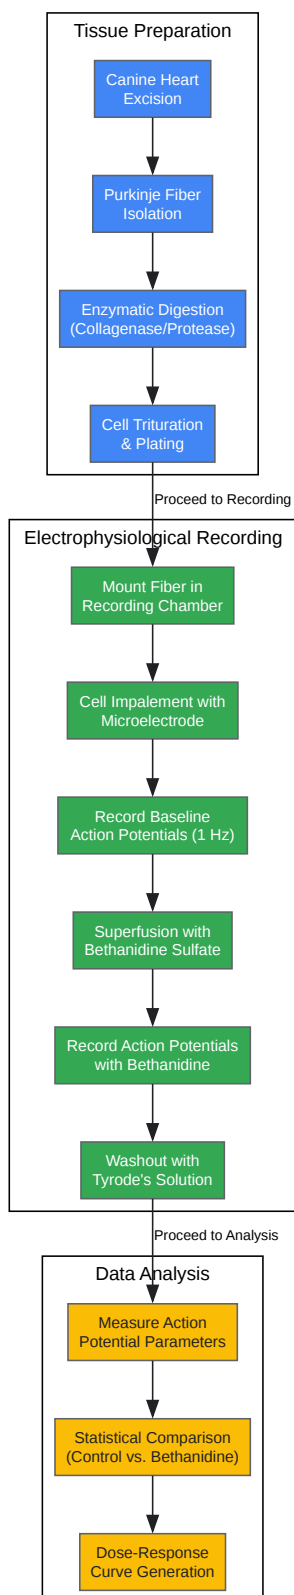 Tissue Preparation
Canine Heart
Excision
Purkinje Fiber
Isolation
Enzymatic Digestion
(Collagenase/Protease)
Cell Trituration
& Plating
Proceed to Recording
Electrophysiological Recording
Mount Fiber in
Recording Chamber
Cell Impalement with
Microelectrode
Record Baseline
Action Potentials (1 Hz)
Superfusion with
Bethanidine Sulfate
Record Action Potentials
with Bethanidine
Washout with
Tyrode's Solution
Proceed to Analysis
Data Analysis
Measure Action
Potential Parameters
Statistical Comparison
(Control vs. Bethanidine)
Dose-Response
Curve Generation